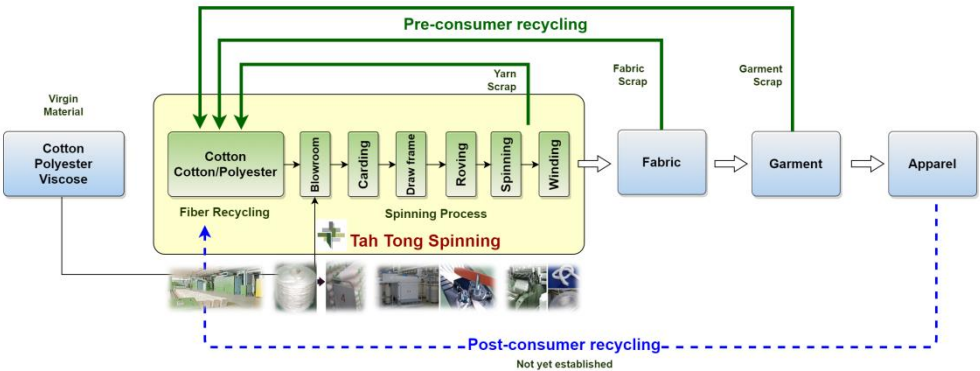 Pre-consumer recycling
Yarn
Scrap
Fabric
Scrap
Garment
Scrap
Virgin
Material
Cotton
Polyester
Viscose
Cotton
Cotton/Polyester
Blowroom
Carding
Draw frame
Roving
Spinning
Winding
Fabric
Garment
Apparel
Fiber Recycling
Spinning Process
Tah Tong Spinning
Post-consumer recycling
Not yet established